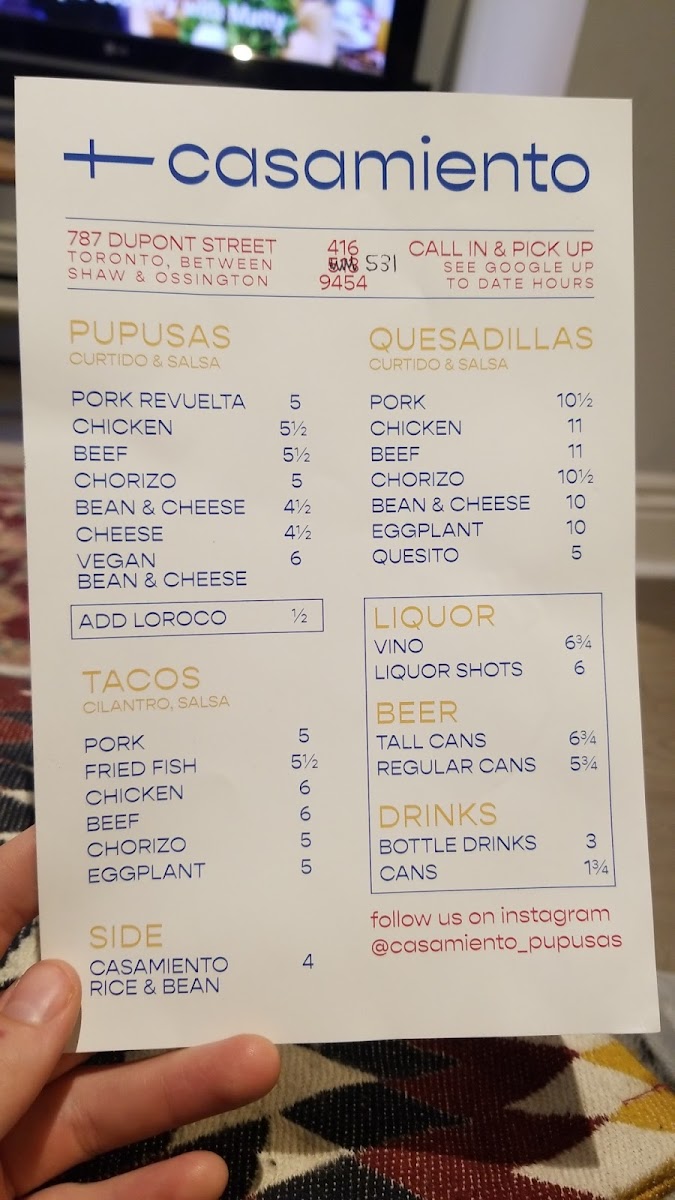 casamiento
787 DUPONT STREET
TORONTO, BETWEEN
SHAW & OSSINGTON
416
531
9454
CALL IN & PICK UP
SEE GOOGLE UP
TO DATE HOURS
PUPUSAS
CURTIDO & SALSA
PORK REVUELTA 5
CHICKEN 5½
BEEF 5½
CHORIZO 5
BEAN & CHEESE 4½
CHEESE 4½
VEGAN 6
BEAN & CHEESE
ADD LOROCO ½
TACOS
CILANTRO, SALSA
PORK 5
FRIED FISH 5½
CHICKEN 6
BEEF 6
CHORIZO 5
EGGPLANT 5
SIDE
CASAMIENTO 4
RICE & BEAN
QUESADILLAS
CURTIDO & SALSA
PORK 10½
CHICKEN 11
BEEF 11
CHORIZO 10½
BEAN & CHEESE 10
EGGPLANT 10
QUESITO 5
LIQUOR
VINO 6¾
LIQUOR SHOTS 6
BEER
TALL CANS 6¾
REGULAR CANS 5¾
DRINKS
BOTTLE DRINKS 3
CANS 1¾
follow us on instagram
@casamiento_pupusas